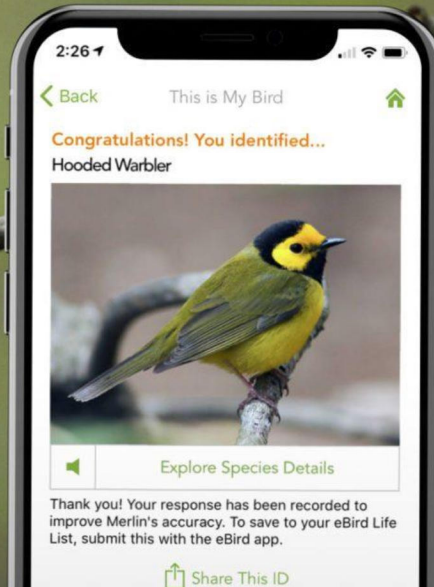 2:26
Back
This is My Bird
Congratulations! You identified...
Hooded Warbler
Explore Species Details
Thank you! Your response has been recorded to
improve Merlin's accuracy. To save to your eBird Life
List, submit this with the eBird app.
Share This ID